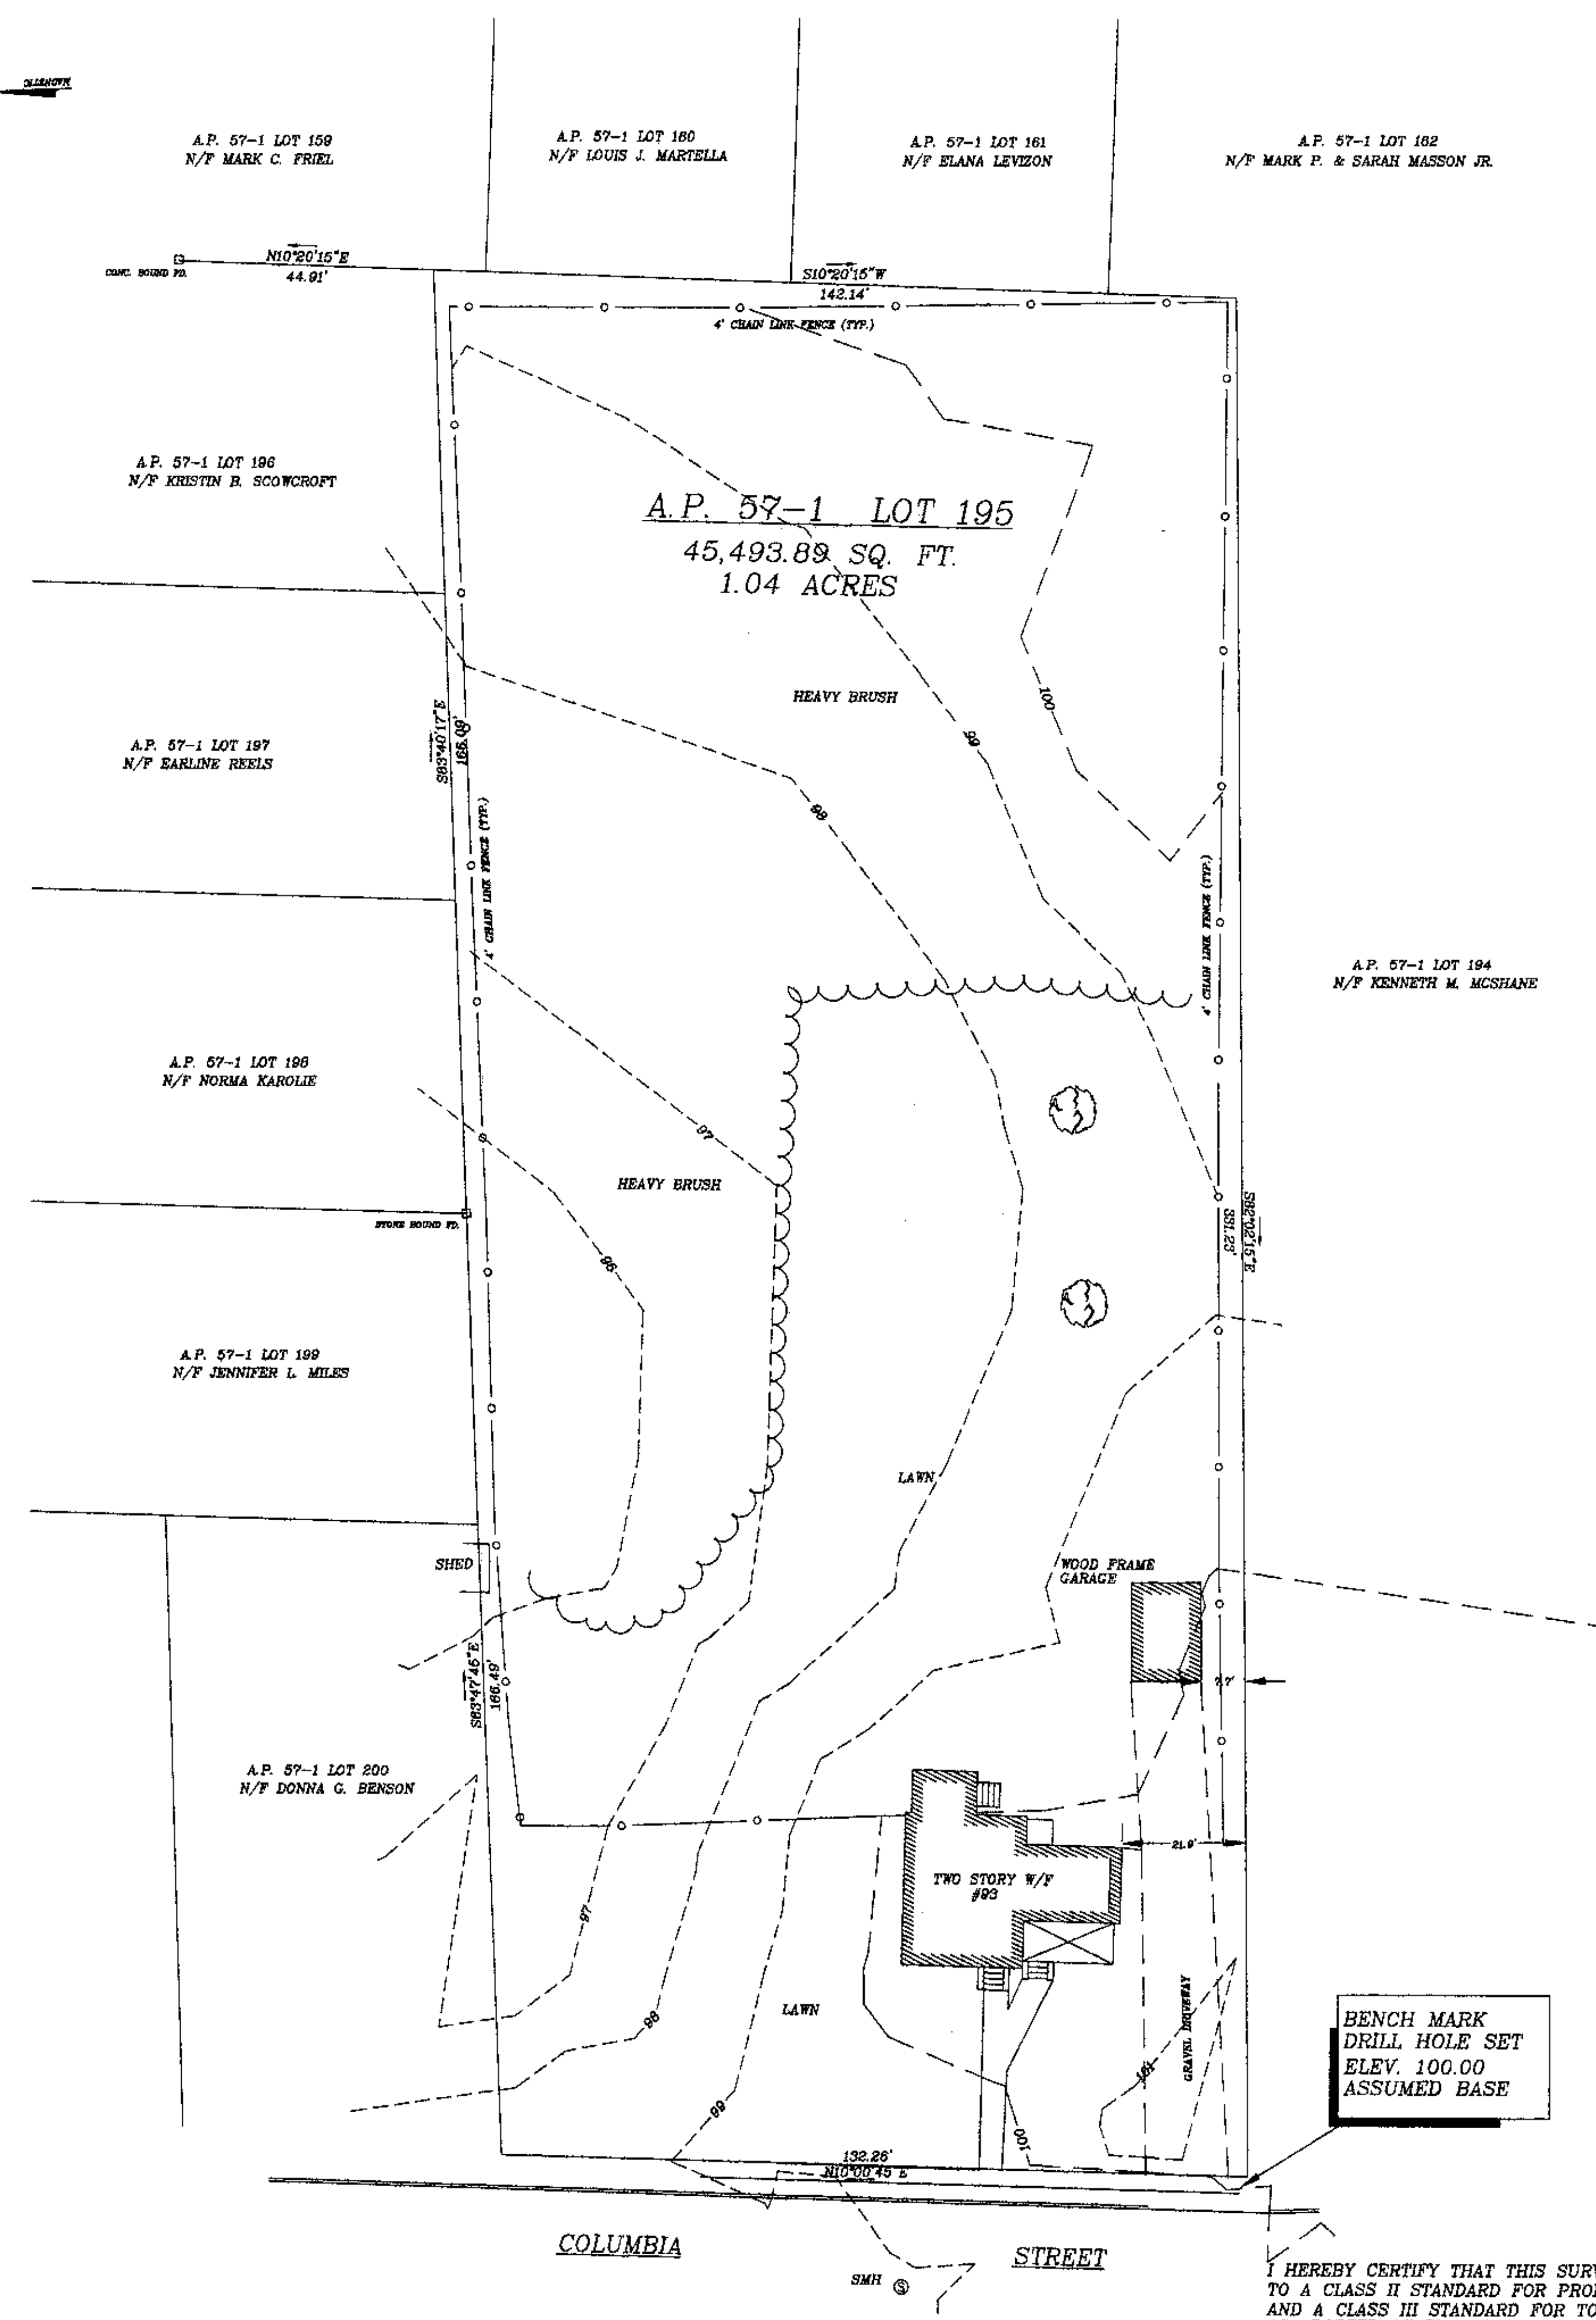 MAGNETIC
A.P. 57-1 LOT 159
N/F MARK C. FRIEL
A.P. 57-1 LOT 160
N/F LOUIS J. MARTELLA
A.P. 57-1 LOT 161
N/F ELANA LEVIZON
A.P. 57-1 LOT 162
N/F MARK P. & SARAH MASSON JR.
CONC. BOUND FD.
N10°20'15"E
44.91'
S10°20'15"W
142.14'
4' CHAIN LINK FENCE (TYP.)
A.P. 57-1 LOT 196
N/F KRISTIN B. SCOWCROFT
A.P. 57-1 LOT 195
45,493.89 SQ. FT.
1.04 ACRES
HEAVY BRUSH
100
99
A.P. 57-1 LOT 197
N/F EARLINE REELS
S83°40'17"E
166.09'
98
4' CHAIN LINK FENCE (TYP.)
4' CHAIN LINK FENCE (TYP.)
A.P. 57-1 LOT 194
N/F KENNETH M. MCSHANE
A.P. 57-1 LOT 198
N/F NORMA KAROLIE
97
HEAVY BRUSH
STONE BOUND FD.
S82°02'15"E
331.23'
96
A.P. 57-1 LOT 199
N/F JENNIFER L. MILES
LAWN
SHED
WOOD FRAME
GARAGE
S83°47'46"E
166.49'
7.7'
A.P. 57-1 LOT 200
N/F DONNA G. BENSON
21.9'
TWO STORY W/F
#93
97
LAWN
98
GRAVEL DRIVEWAY
101
BENCH MARK
DRILL HOLE SET
ELEV. 100.00
ASSUMED BASE
99
100
132.26'
N10°00'45"E
COLUMBIA STREET
SMH S
I HEREBY CERTIFY THAT THIS SURV
TO A CLASS II STANDARD FOR PRO
AND A CLASS III STANDARD FOR TO